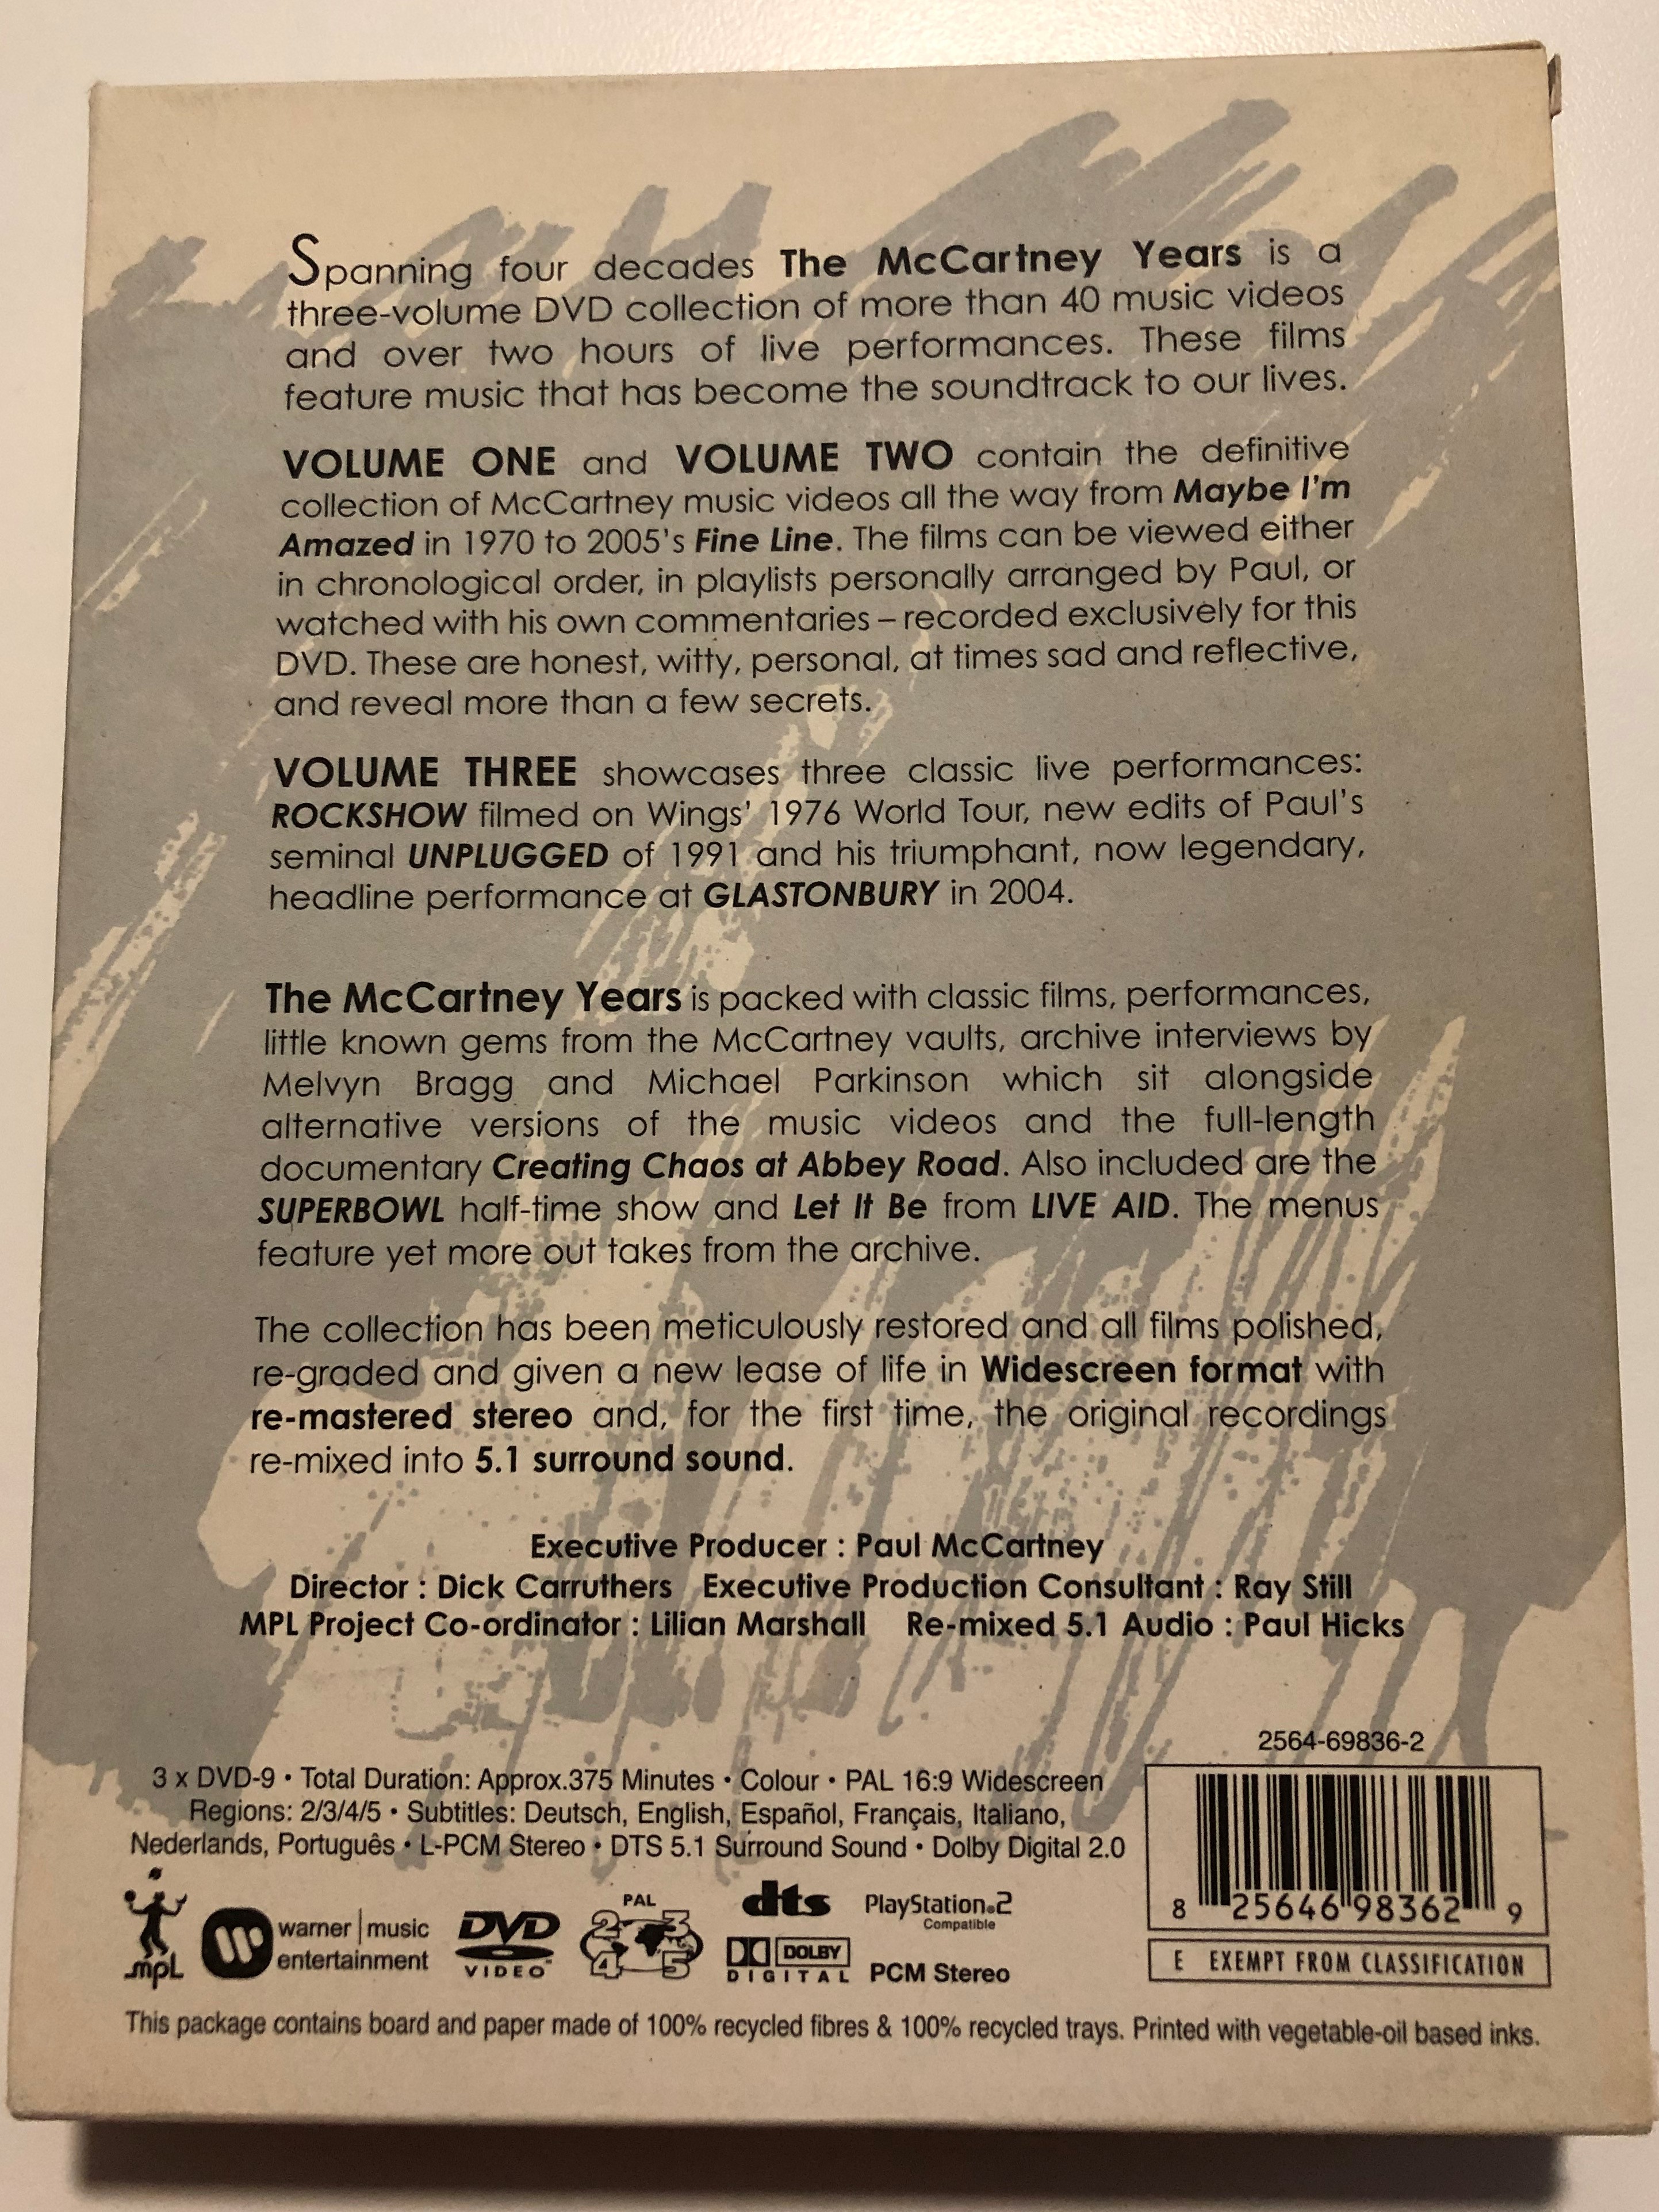 Spanning four decades The McCartney Years is a
three-volume DVD collection of more than 40 music videos
and over two hours of live performances. These films
feature music that has become the soundtrack to our lives.
VOLUME ONE and VOLUME TWO contain the definitive
collection of McCartney music videos all the way from Maybe I'm
Amazed in 1970 to 2005's Fine Line. The films can be viewed either
in chronological order, in playlists personally arranged by Paul, or
watched with his own commentaries – recorded exclusively for this
DVD. These are honest, witty, personal, at times sad and reflective,
and reveal more than a few secrets.
VOLUME THREE showcases three classic live performances:
ROCKSHOW filmed on Wings' 1976 World Tour, new edits of Paul's
seminal UNPLUGGED of 1991 and his triumphant, now legendary,
headline performance at GLASTONBURY in 2004.
The McCartney Years is packed with classic films, performances,
little known gems from the McCartney vaults, archive interviews by
Melvyn Bragg and Michael Parkinson which sit alongside
alternative versions of the music videos and the full-length
documentary Creating Chaos at Abbey Road. Also included are the
SUPERBOWL half-time show and Let It Be from LIVE AID. The menus
feature yet more out takes from the archive.
The collection has been meticulously restored and all films polished,
re-graded and given a new lease of life in Widescreen format with
re-mastered stereo and, for the first time, the original recordings
re-mixed into 5.1 surround sound.
Executive Producer : Paul McCartney
Director : Dick Carruthers Executive Production Consultant : Ray Still
MPL Project Co-ordinator : Lilian Marshall Re-mixed 5.1 Audio : Paul Hicks
2564-69836-2
3 x DVD-9 • Total Duration: Approx.375 Minutes • Colour • PAL 16:9 Widescreen
Regions: 2/3/4/5 • Subtitles: Deutsch, English, Español, Français, Italiano,
Nederlands, Português • L-PCM Stereo • DTS 5.1 Surround Sound • Dolby Digital 2.0
8 25646 98362 9
E EXEMPT FROM CLASSIFICATION
mpL
warner music
entertainment
DVD
VIDEO
PAL
2 3
4 5
dts
DOLBY
DIGITAL
PlayStation.2
Compatible
PCM Stereo
This package contains board and paper made of 100% recycled fibres & 100% recycled trays. Printed with vegetable-oil based inks.